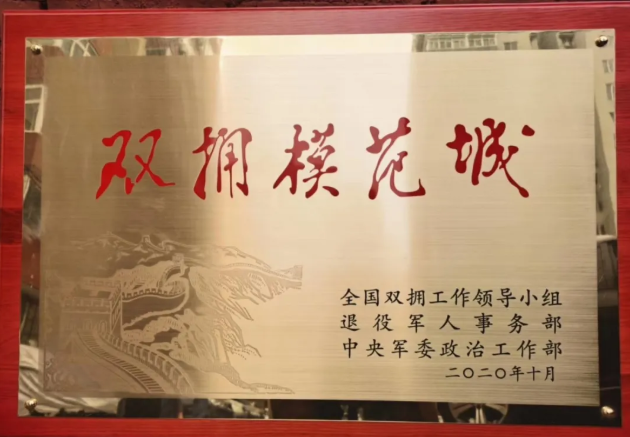 双拥模范城
全国双拥工作领导小组
退役军人事务部
中央军委政治工作部
二〇二〇年十月